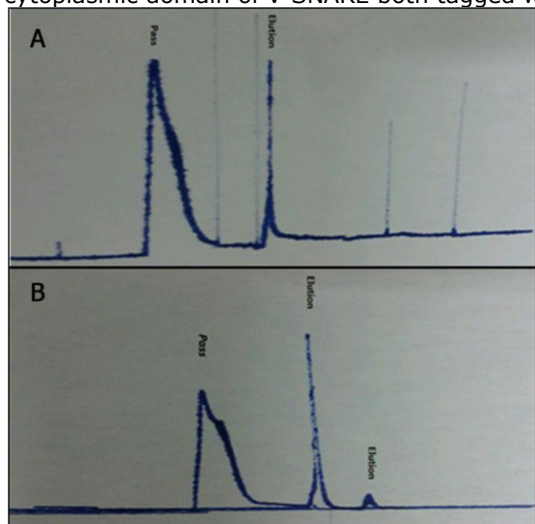 cytoplasmic domain of v-SNARE both tagged
A
Pass
Elution
B
Pass
Elution
Elution